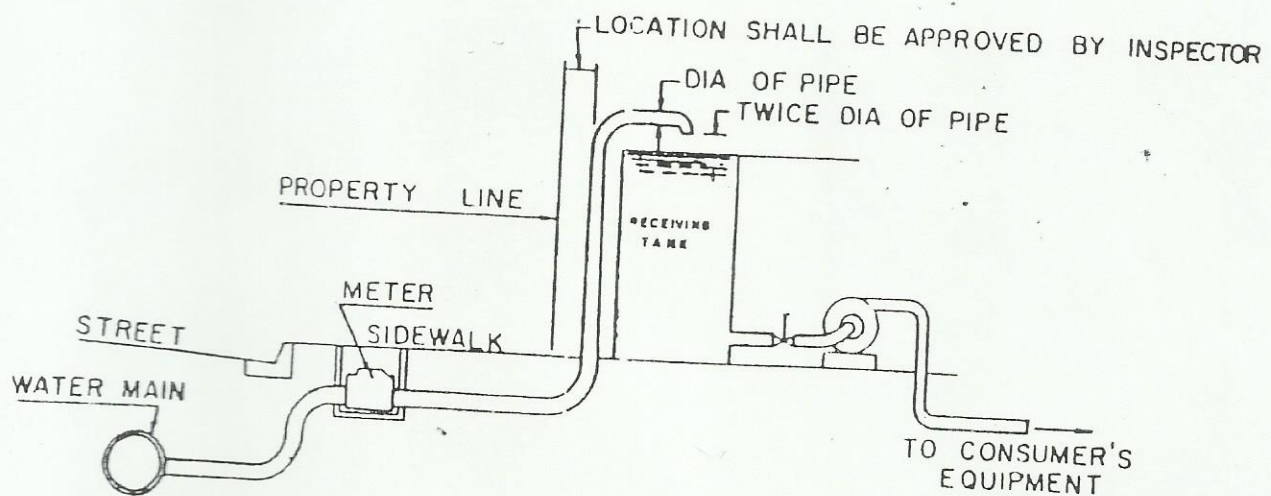 LOCATION SHALL BE APPROVED BY INSPECTOR
DIA OF PIPE
TWICE DIA OF PIPE
PROPERTY LINE
RECEIVING
TANK
METER
STREET
SIDEWALK
WATER MAIN
TO CONSUMER'S
EQUIPMENT